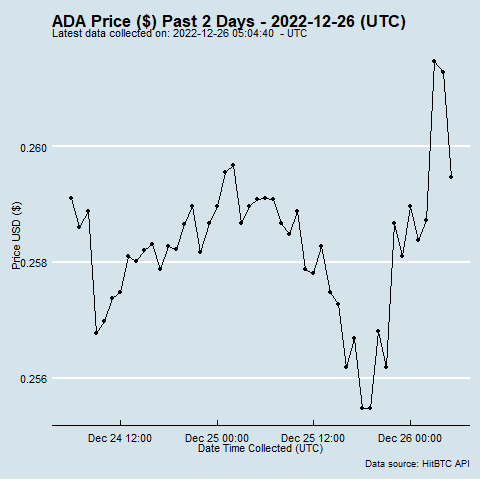 ADA Price ($) Past 2 Days - 2022-12-26 (UTC)
Latest data collected on: 2022-12-26 05:04:40  - UTC
Price USD ($)
0.260
0.258
0.256
Dec 24 12:00
Dec 25 00:00
Dec 25 12:00
Dec 26 00:00
Date Time Collected (UTC)
Data source: HitBTC API